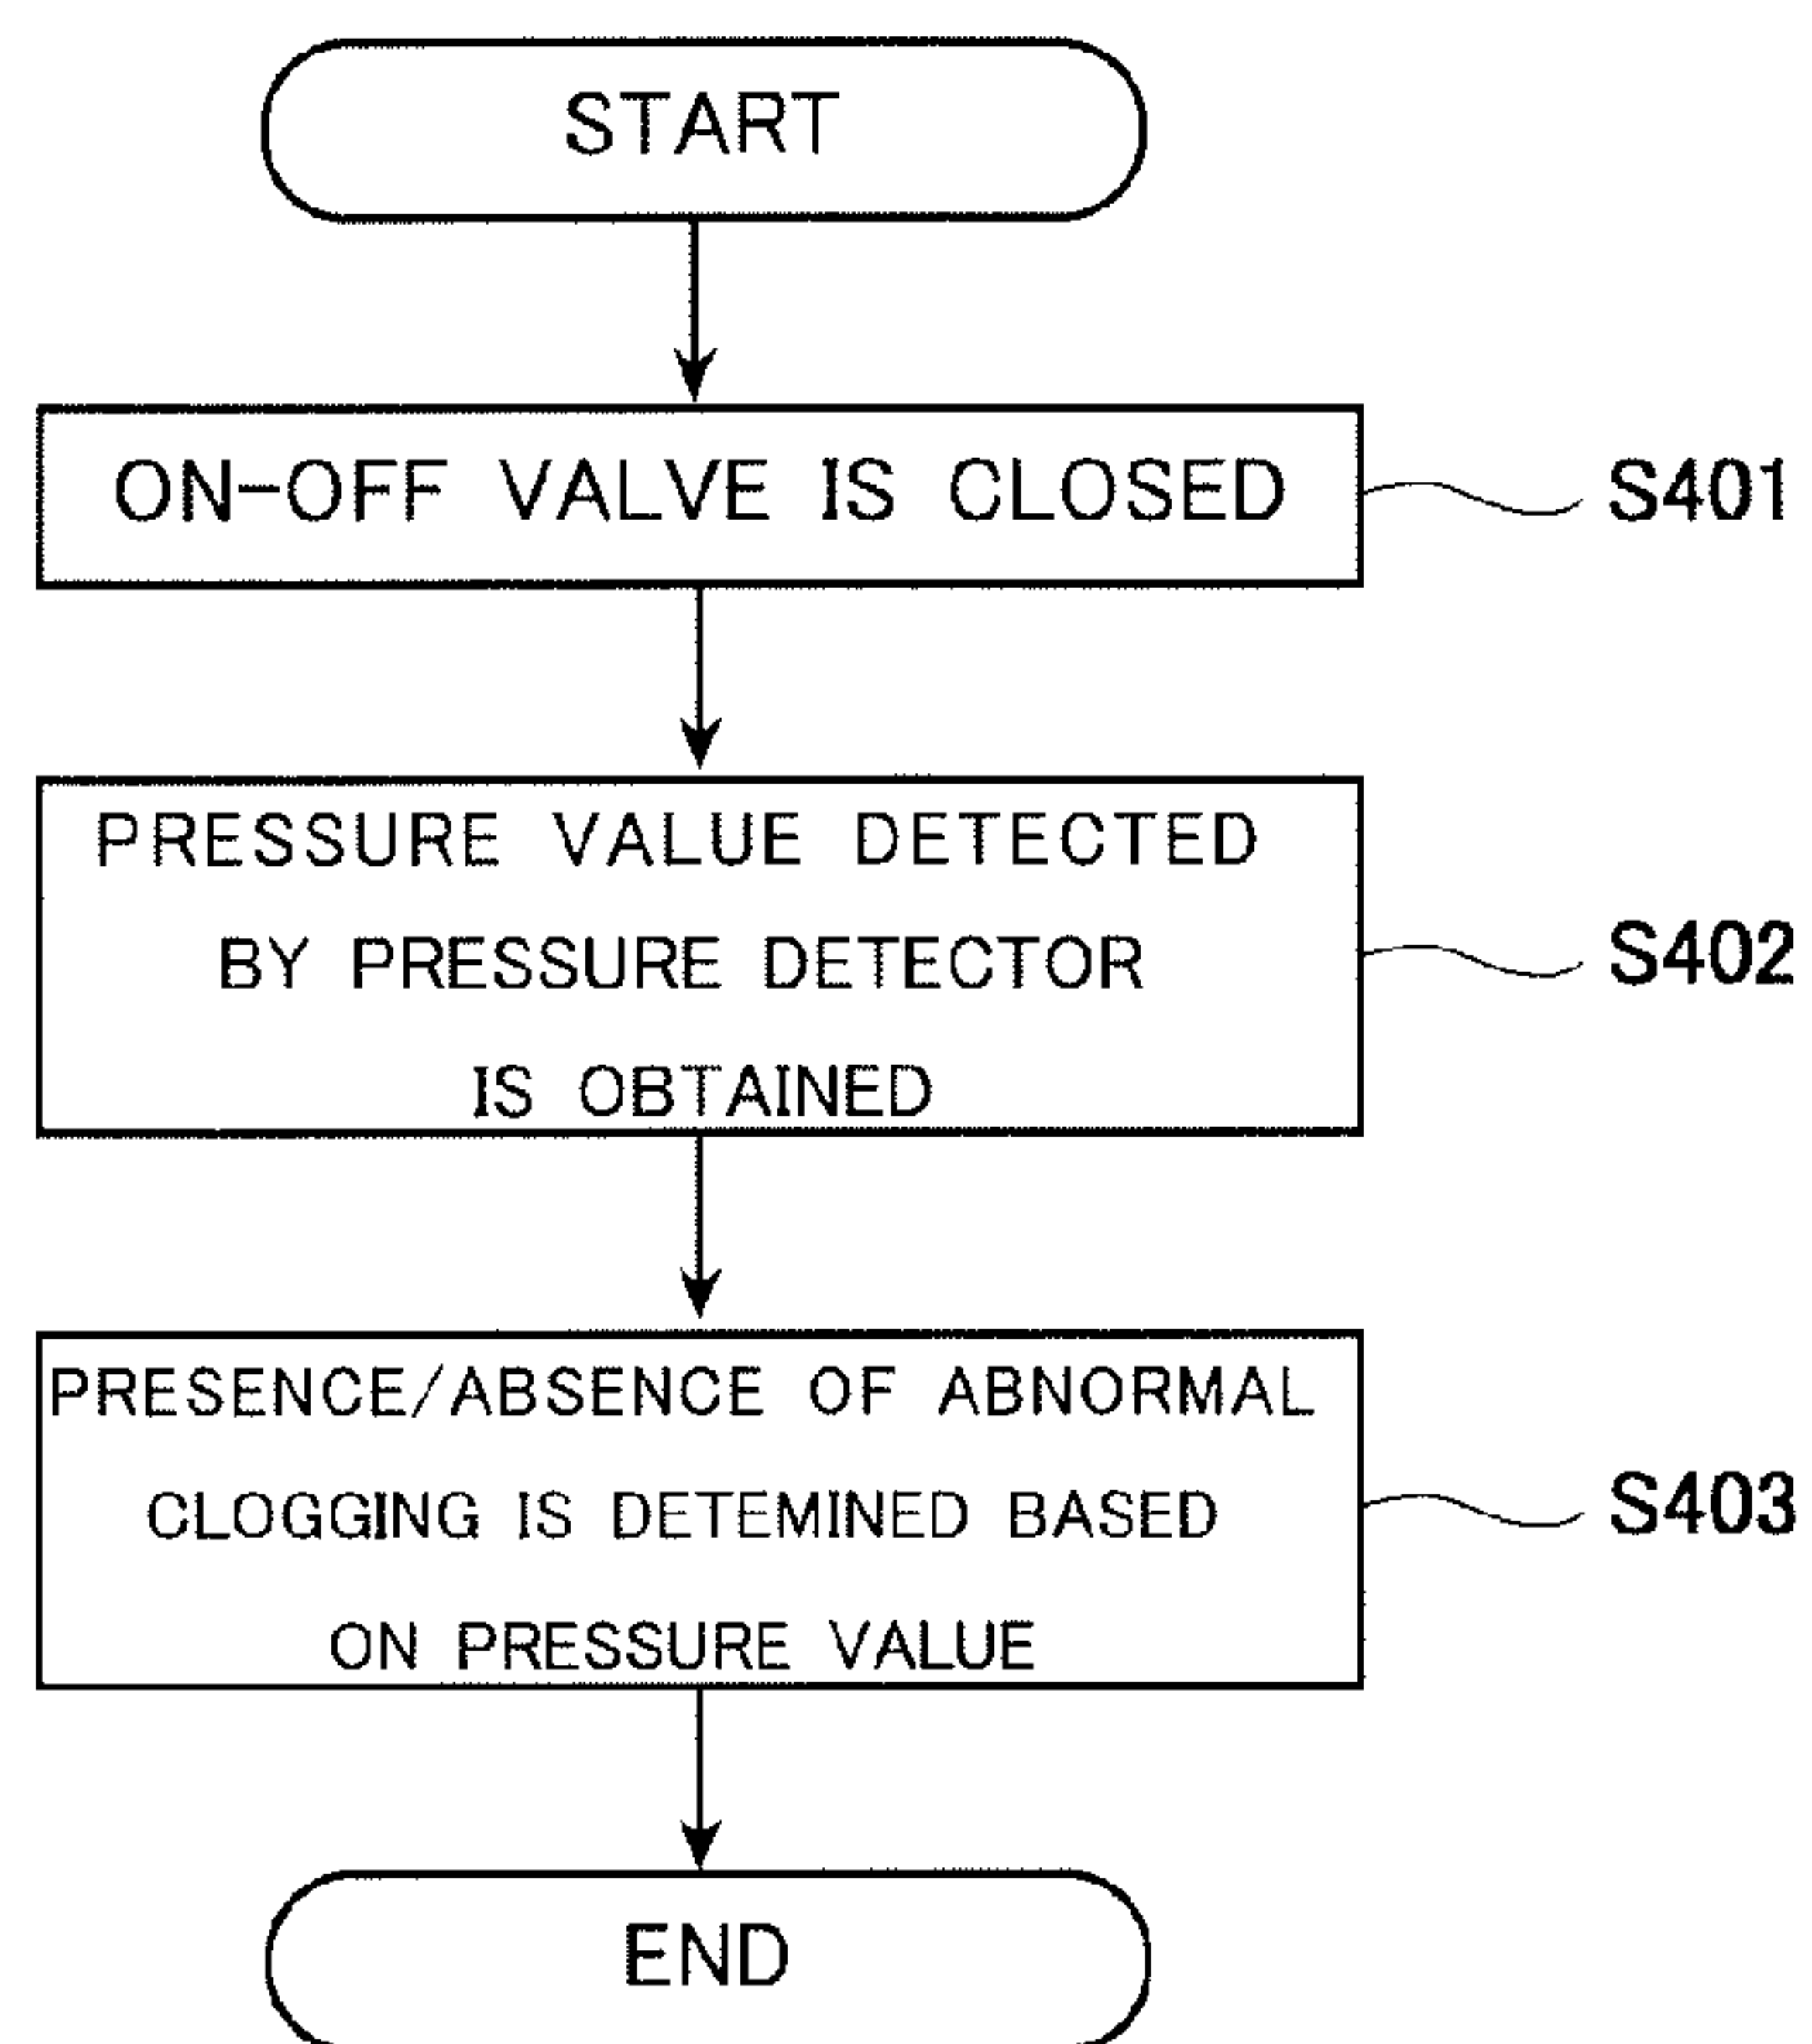 START
ON-OFF VALVE IS CLOSED
S401
PRESSURE VALUE DETECTED
BY PRESSURE DETECTOR
IS OBTAINED
S402
PRESENCE/ABSENCE OF ABNORMAL
CLOGGING IS DETEMINED BASED
ON PRESSURE VALUE
S403
END